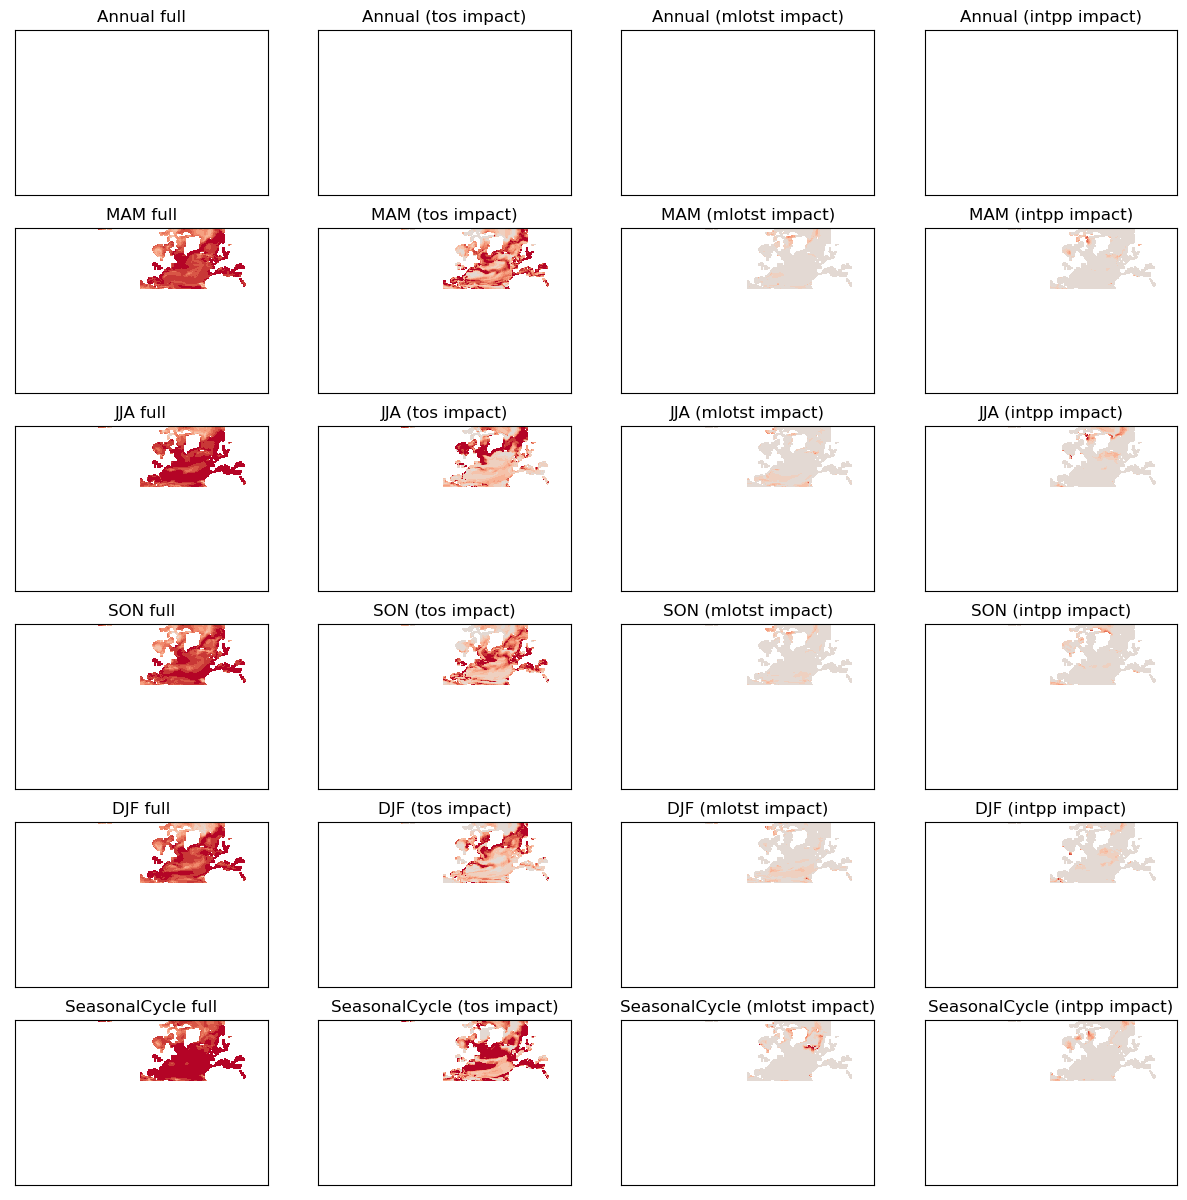 Annual full
Annual (tos impact)
Annual (mlotst impact)
Annual (intpp impact)
MAM full
MAM (tos impact)
MAM (mlotst impact)
MAM (intpp impact)
JJA full
JJA (tos impact)
JJA (mlotst impact)
JJA (intpp impact)
SON full
SON (tos impact)
SON (mlotst impact)
SON (intpp impact)
DJF full
DJF (tos impact)
DJF (mlotst impact)
DJF (intpp impact)
SeasonalCycle full
SeasonalCycle (tos impact)
SeasonalCycle (mlotst impact)
SeasonalCycle (intpp impact)